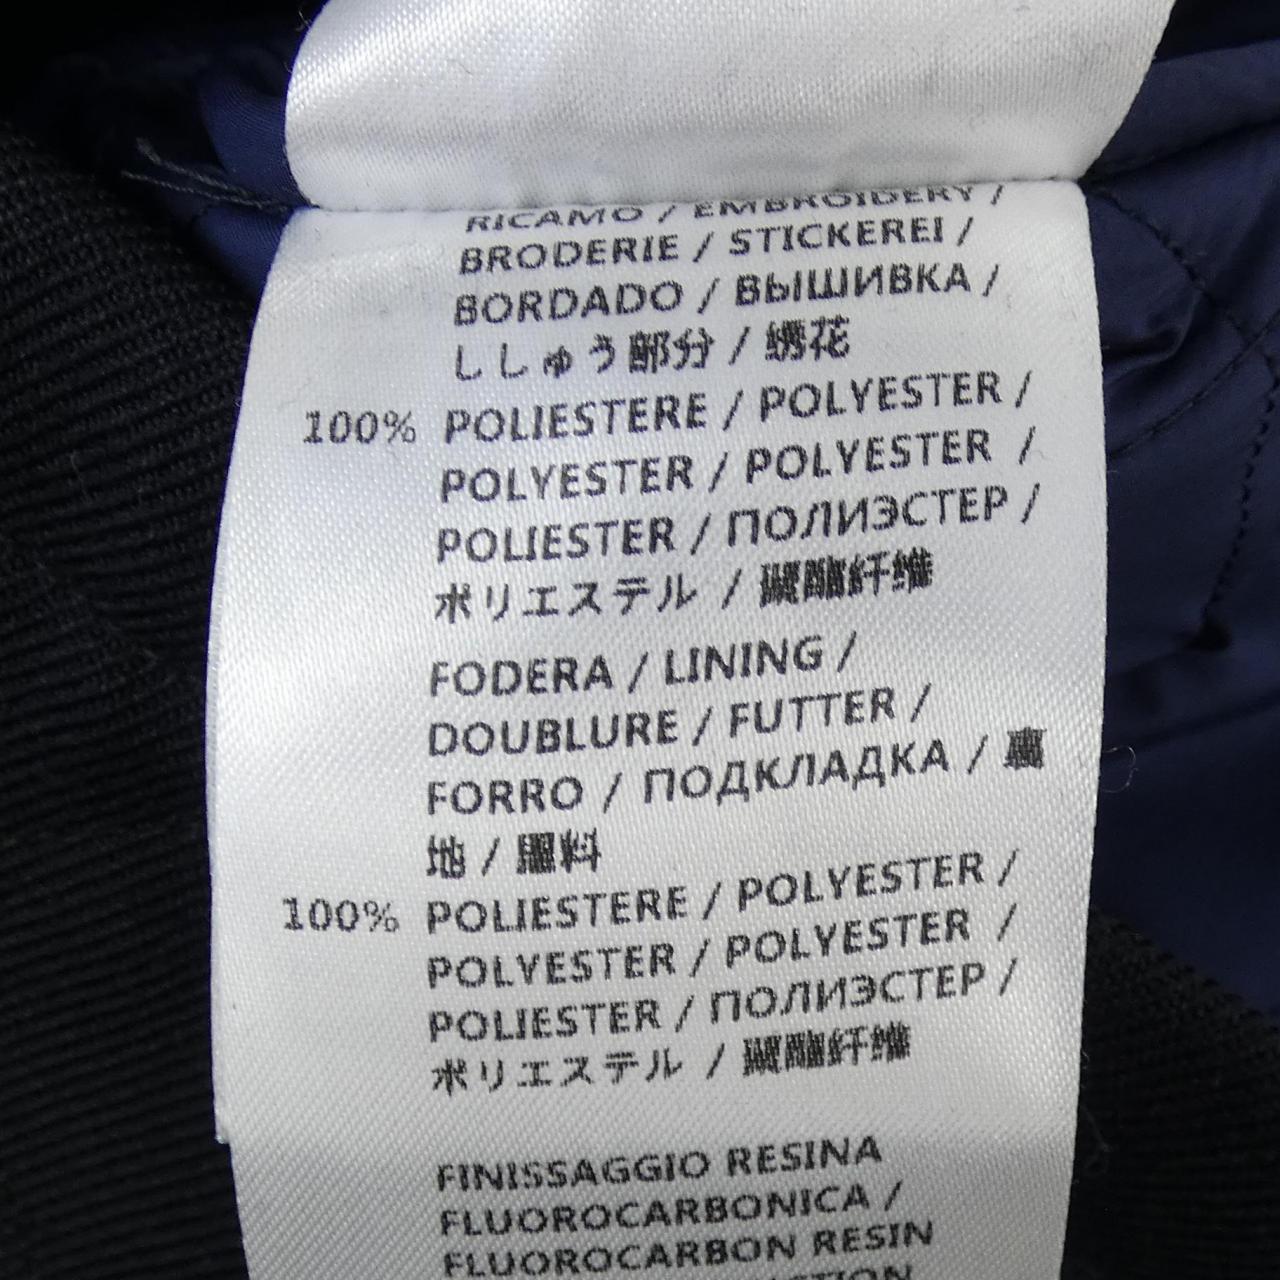 RICAMO / EMBROIDERY /
BRODERIE / STICKEREI /
BORDADO / ВЫШИВКА /
ししゅう部分 / 绣花
100% POLIESTERE / POLYESTER /
POLYESTER / POLYESTER /
POLIESTER / ПОЛИЭСТЕР /
ポリエステル / 聚酯纤维
FODERA / LINING /
DOUBLURE / FUTTER /
FORRO / ПОДКЛАДКА / 裏
地 / 里料
100% POLIESTERE / POLYESTER /
POLYESTER / POLYESTER /
POLIESTER / ПОЛИЭСТЕР /
ポリエステル / 聚酯纤维
FINISSAGGIO RESINA
FLUOROCARBONICA /
FLUOROCARBON RESIN